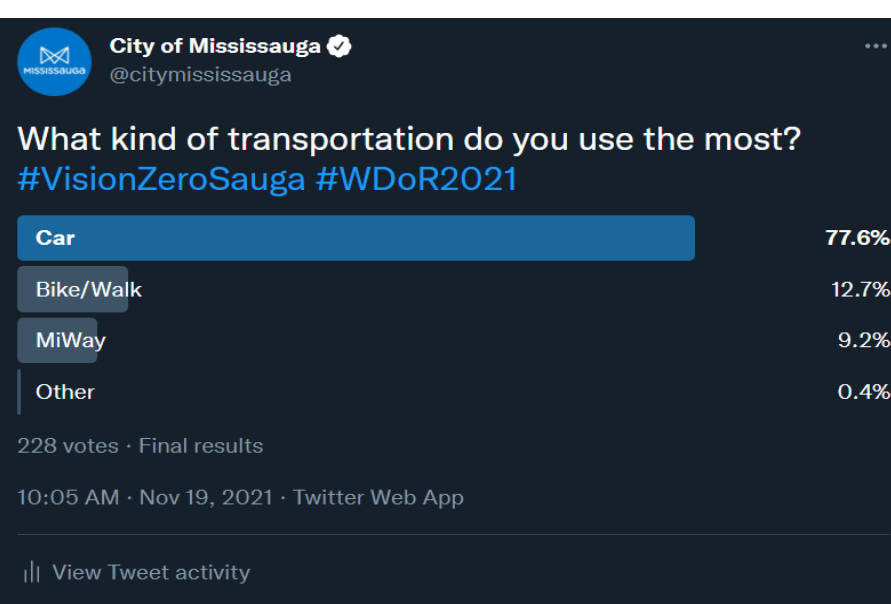 City of Mississauga
MISSISSAUGA
@citymississauga
What kind of transportation do you use the most?
#VisionZeroSauga #WDoR2021
Car 77.6%
Bike/Walk 12.7%
MiWay 9.2%
Other 0.4%
228 votes · Final results
10:05 AM · Nov 19, 2021 · Twitter Web App
View Tweet activity